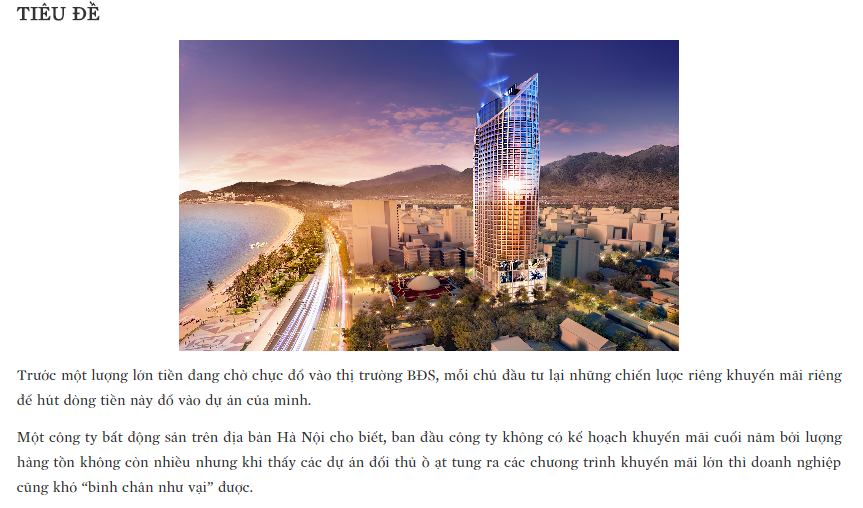 TIÊU ĐỀ
Trước một lượng lớn tiền đang chờ chực đổ vào thị trường BĐS, mỗi chủ đầu tư lại những chiến lược riêng khuyến mãi riêng
để hút dòng tiền này đổ vào dự án của mình.
Một công ty bất động sản trên địa bàn Hà Nội cho biết, ban đầu công ty không có kế hoạch khuyến mãi cuối năm bởi lượng
hàng tồn không còn nhiều nhưng khi thấy các dự án đối thủ ồ ạt tung ra các chương trình khuyến mãi lớn thì doanh nghiệp
cũng khó “bình chân như vại” được.